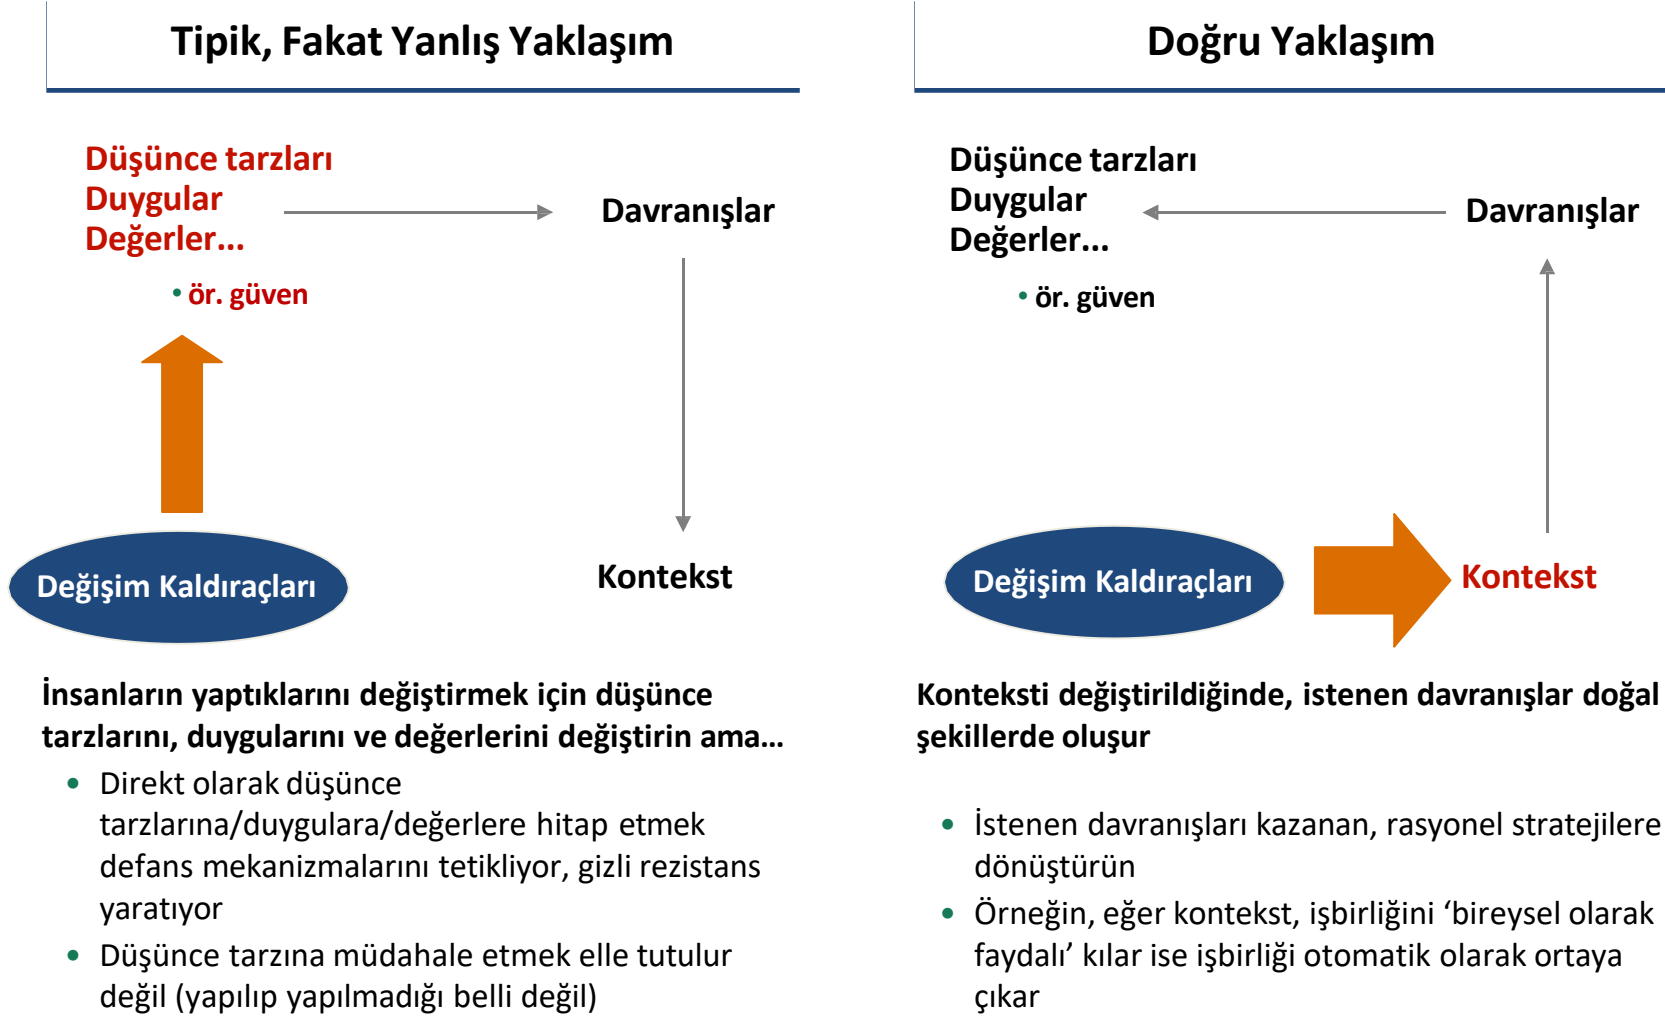 Tipik, Fakat Yanlış Yaklaşım
Düşünce tarzları
Duygular
Değerler...
• ör. güven
Davranışlar
Değişim Kaldıraçları
Kontekst
İnsanların yaptıklarını değiştirmek için düşünce
tarzlarını, duygularını ve değerlerini değiştirin ama...
• Direkt olarak düşünce
tarzlarına/duygulara/değerlere hitap etmek
defans mekanizmalarını tetikliyor, gizli rezistans
yaratıyor
• Düşünce tarzına müdahale etmek elle tutulur
değil (yapılıp yapılmadığı belli değil)
Doğru Yaklaşım
Düşünce tarzları
Duygular
Değerler...
• ör. güven
Davranışlar
Değişim Kaldıraçları
Kontekst
Konteksti değiştirildiğinde, istenen davranışlar doğal
şekillerde oluşur
• İstenen davranışları kazanan, rasyonel stratejilere
dönüştürün
• Örneğin, eğer kontekst, işbirliğini ‘bireysel olarak
faydalı’ kılar ise işbirliği otomatik olarak ortaya
çıkar